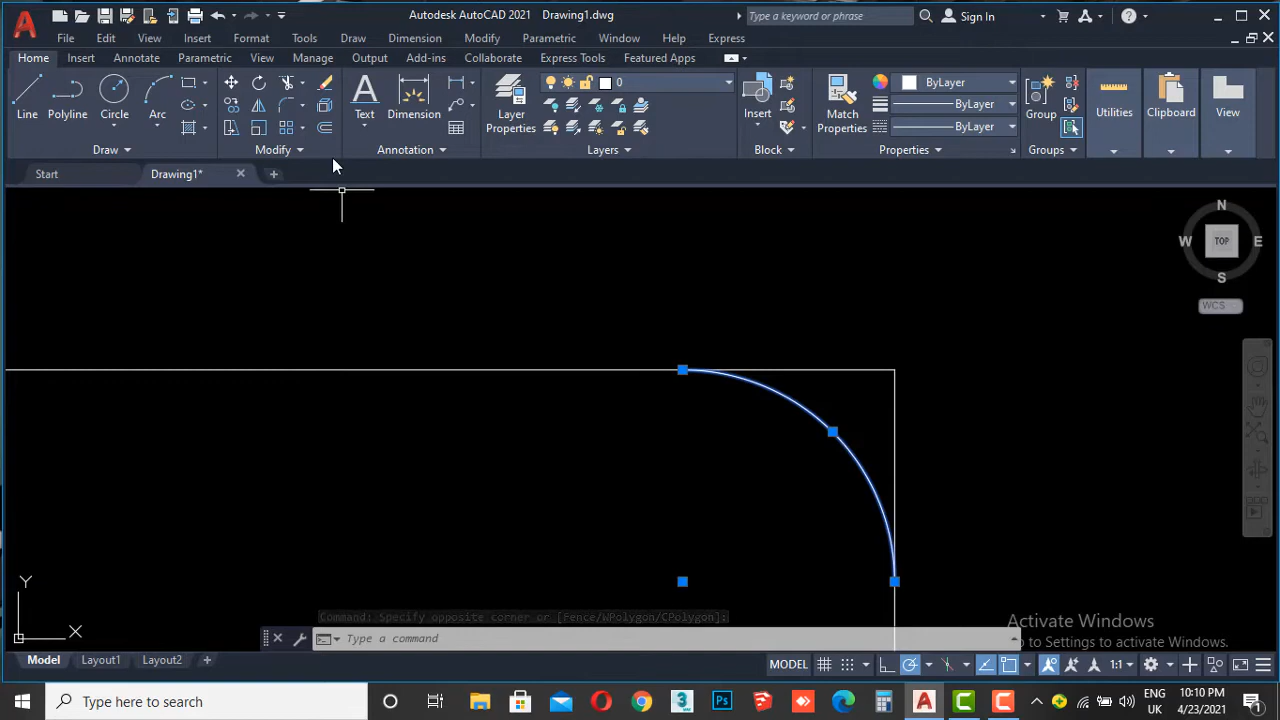 Autodesk AutoCAD 2021 Drawing1.dwg
Type a keyword or phrase
Sign In
File Edit View Insert Format Tools Draw Dimension Modify Parametric Window Help Express
Home Insert Annotate Parametric View Manage Output Add-ins Collaborate Express Tools Featured Apps
0
ByLayer
ByLayer
ByLayer
Line Polyline Circle Arc
Text Dimension
Layer
Properties
Insert
Match
Properties
Group
Utilities Clipboard View
Draw Modify Annotation Layers Block Properties Groups
Start Drawing1*
N
W TOP E
S
WCS
Y
X
Command: Specify opposite corner or [Fence/WPolygon/CPolygon]:
Type a command
Activate Windows
o to Settings to activate Windows.
Model Layout1 Layout2
MODEL
1:1
Type here to search
Ps
3
A
C
C
ENG
UK
10:10 PM
4/23/2021
1